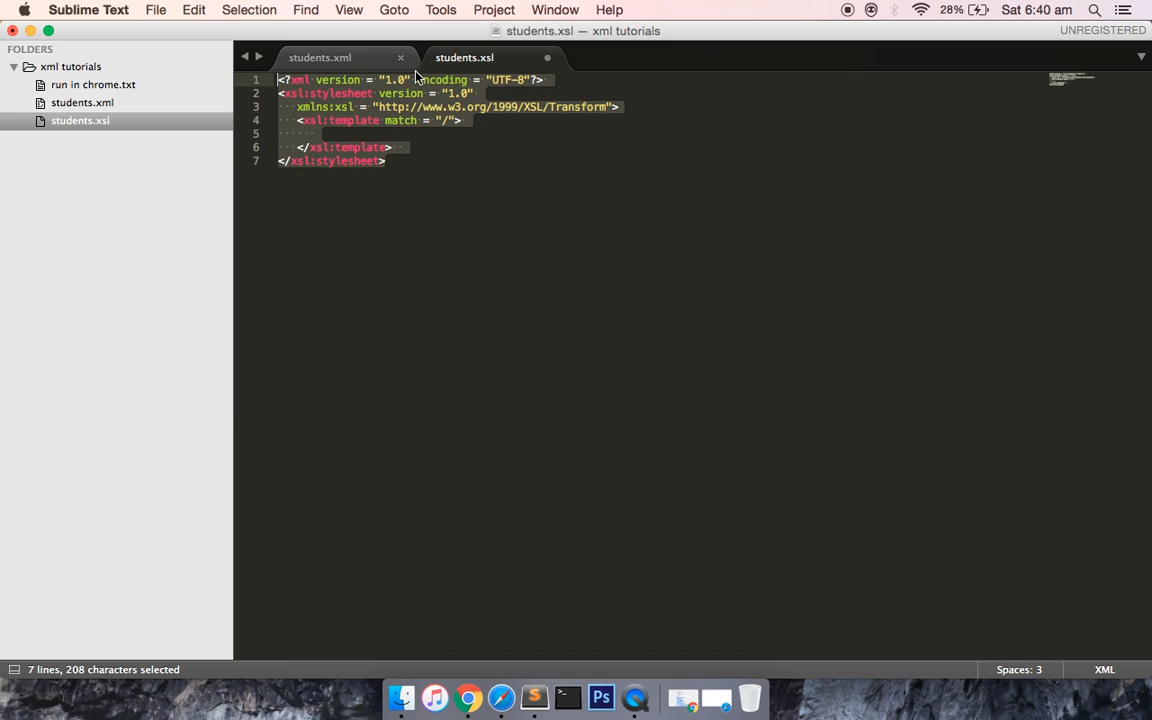 Sublime Text File Edit Selection Find View Goto Tools Project Window Help 28% Sat 6:40 am
students.xsl — xml tutorials UNREGISTERED
FOLDERS
xml tutorials
run in chrome.txt
students.xml
students.xsl
students.xml × students.xsl
1 <?xml version = "1.0" encoding = "UTF-8"?>
2 <xsl:stylesheet version = "1.0"
3 xmlns:xsl = "http://www.w3.org/1999/XSL/Transform">
4 <xsl:template match = "/">
5
6 </xsl:template>
7 </xsl:stylesheet>
7 lines, 208 characters selected Spaces: 3 XML
S >_ Ps